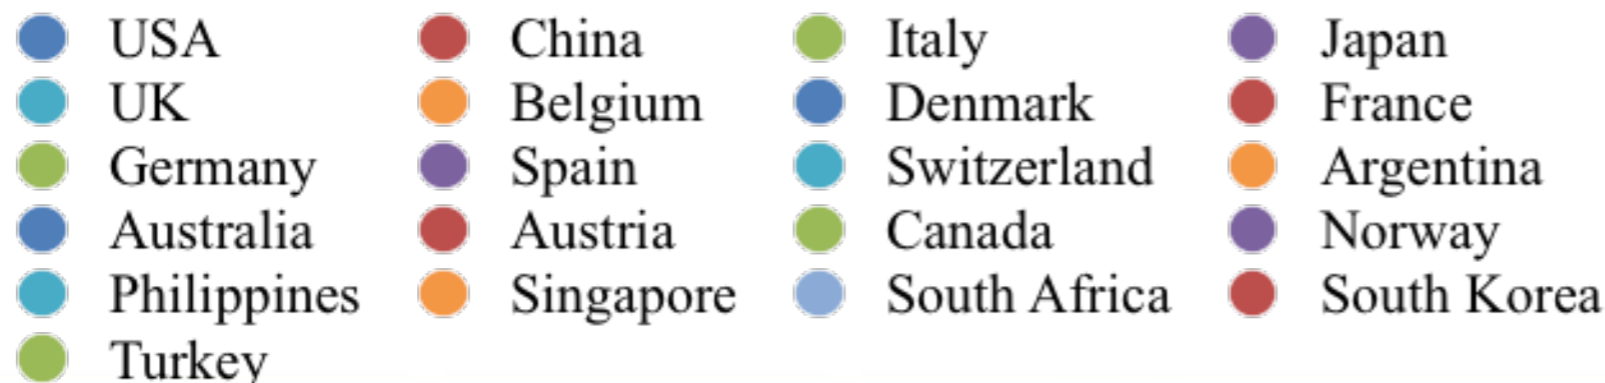 USA China Italy Japan
UK Belgium Denmark France
Germany Spain Switzerland Argentina
Australia Austria Canada Norway
Philippines Singapore South Africa South Korea
Turkey